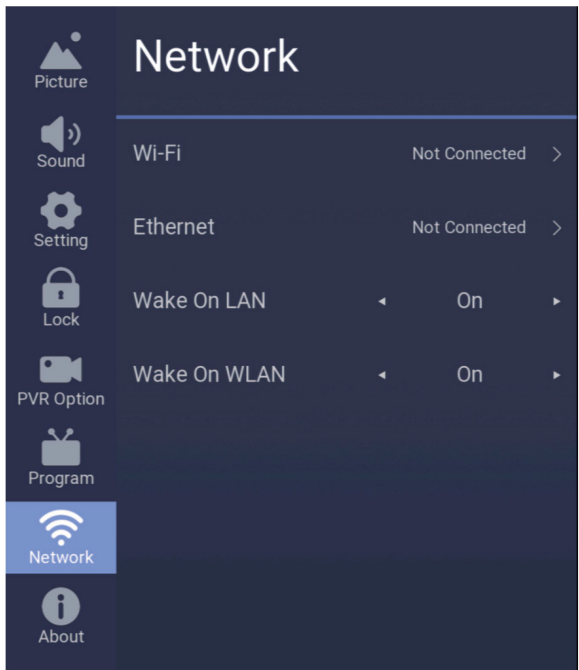 Picture
Sound
Setting
Lock
PVR Option
Program
Network
About
Network
Wi-Fi Not Connected
Ethernet Not Connected
Wake On LAN On
Wake On WLAN On